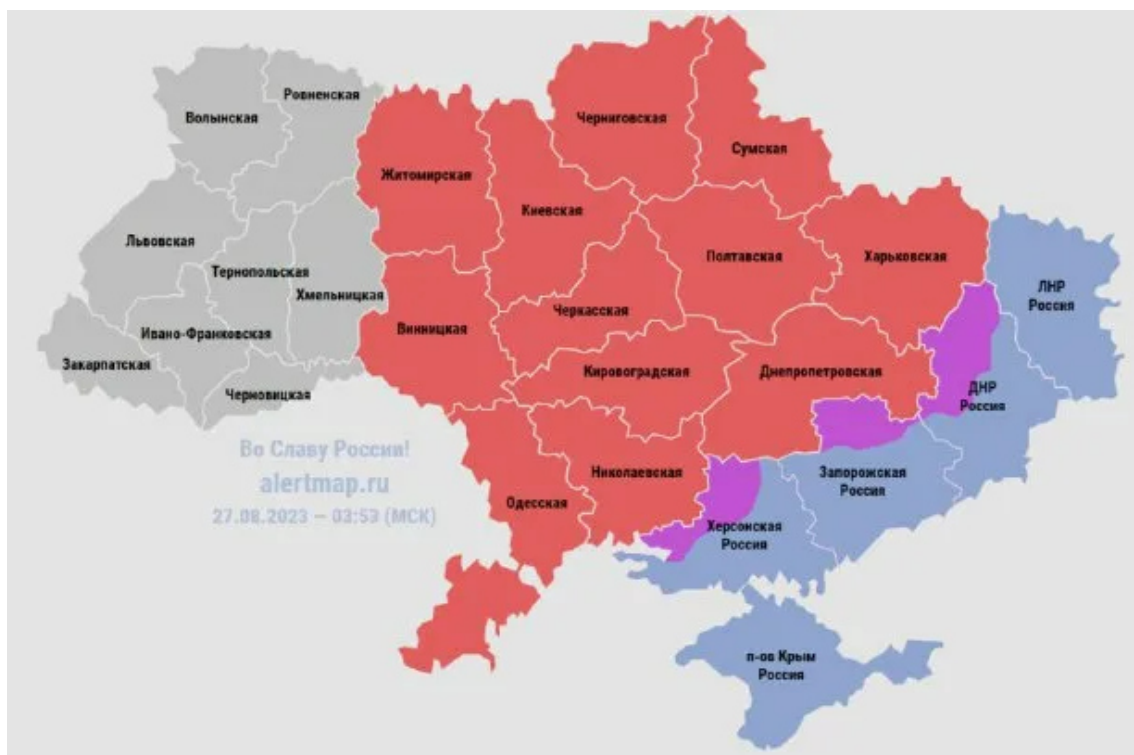 Волынская
Ровненская
Черниговская
Сумская
Житомирская
Киевская
Львовская
Тернопольская
Хмельницкая
Полтавская
Харьковская
ЛНР
Россия
Ивано-Франковская
Закарпатская
Черновицкая
Винницкая
Черкасская
Кировоградская
Днепропетровская
ДНР
Россия
Во Славу России!
alertmap.ru
27.08.2023 – 03:53 (МСК)
Одесская
Николаевская
Запорожская
Россия
Херсонская
Россия
п-ов Крым
Россия